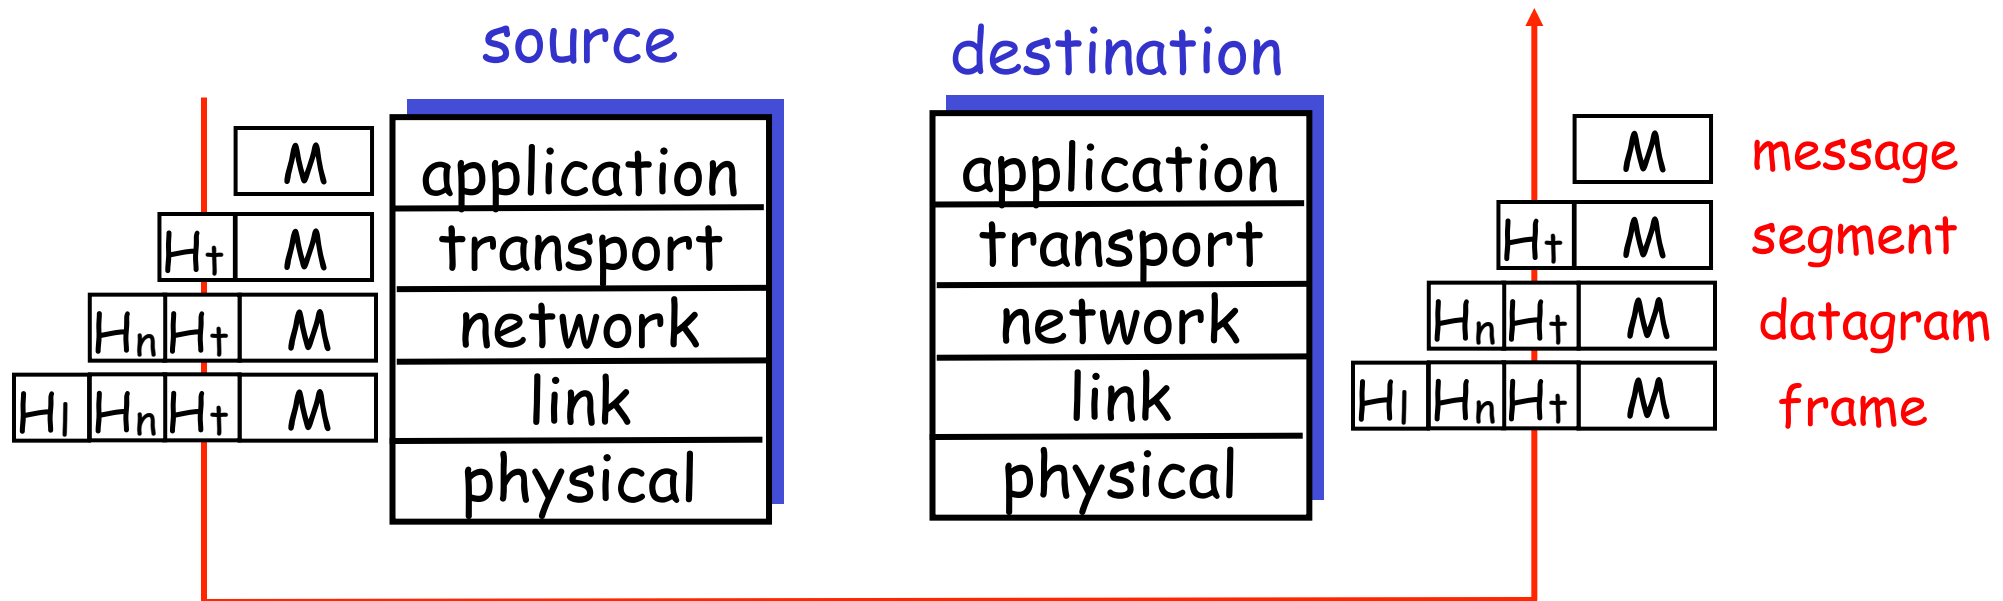 source destination
M application application M message
Ht M transport transport Ht M segment
Hn Ht M network network Hn Ht M datagram
Hl Hn Ht M link link Hl Hn Ht M frame
physical physical